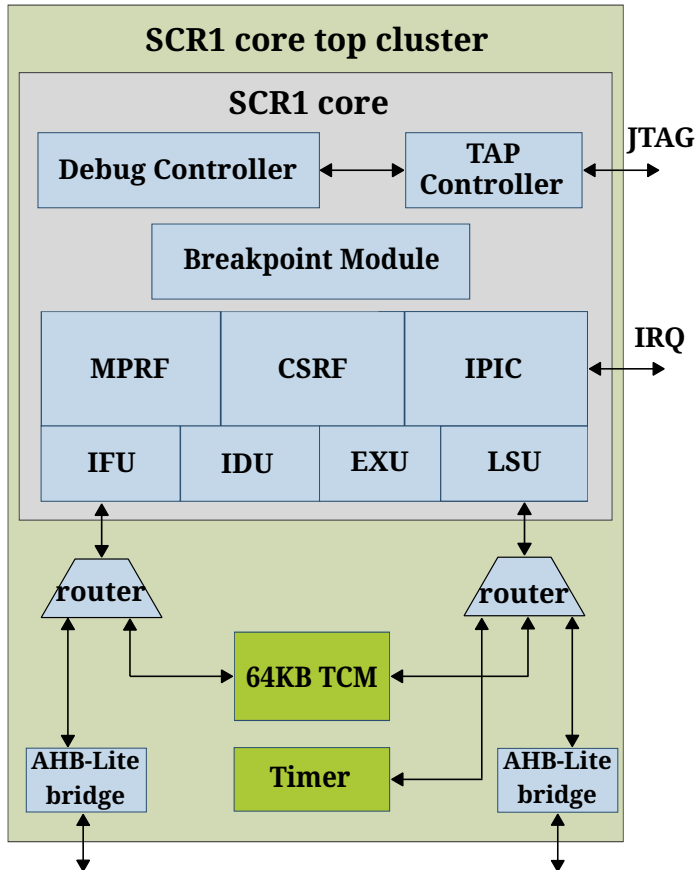 SCR1 core top cluster
SCR1 core
Debug Controller
TAP
Controller
JTAG
Breakpoint Module
MPRF
CSRF
IPIC
IRQ
IFU
IDU
EXU
LSU
router
router
64KB TCM
Timer
AHB-Lite
bridge
AHB-Lite
bridge